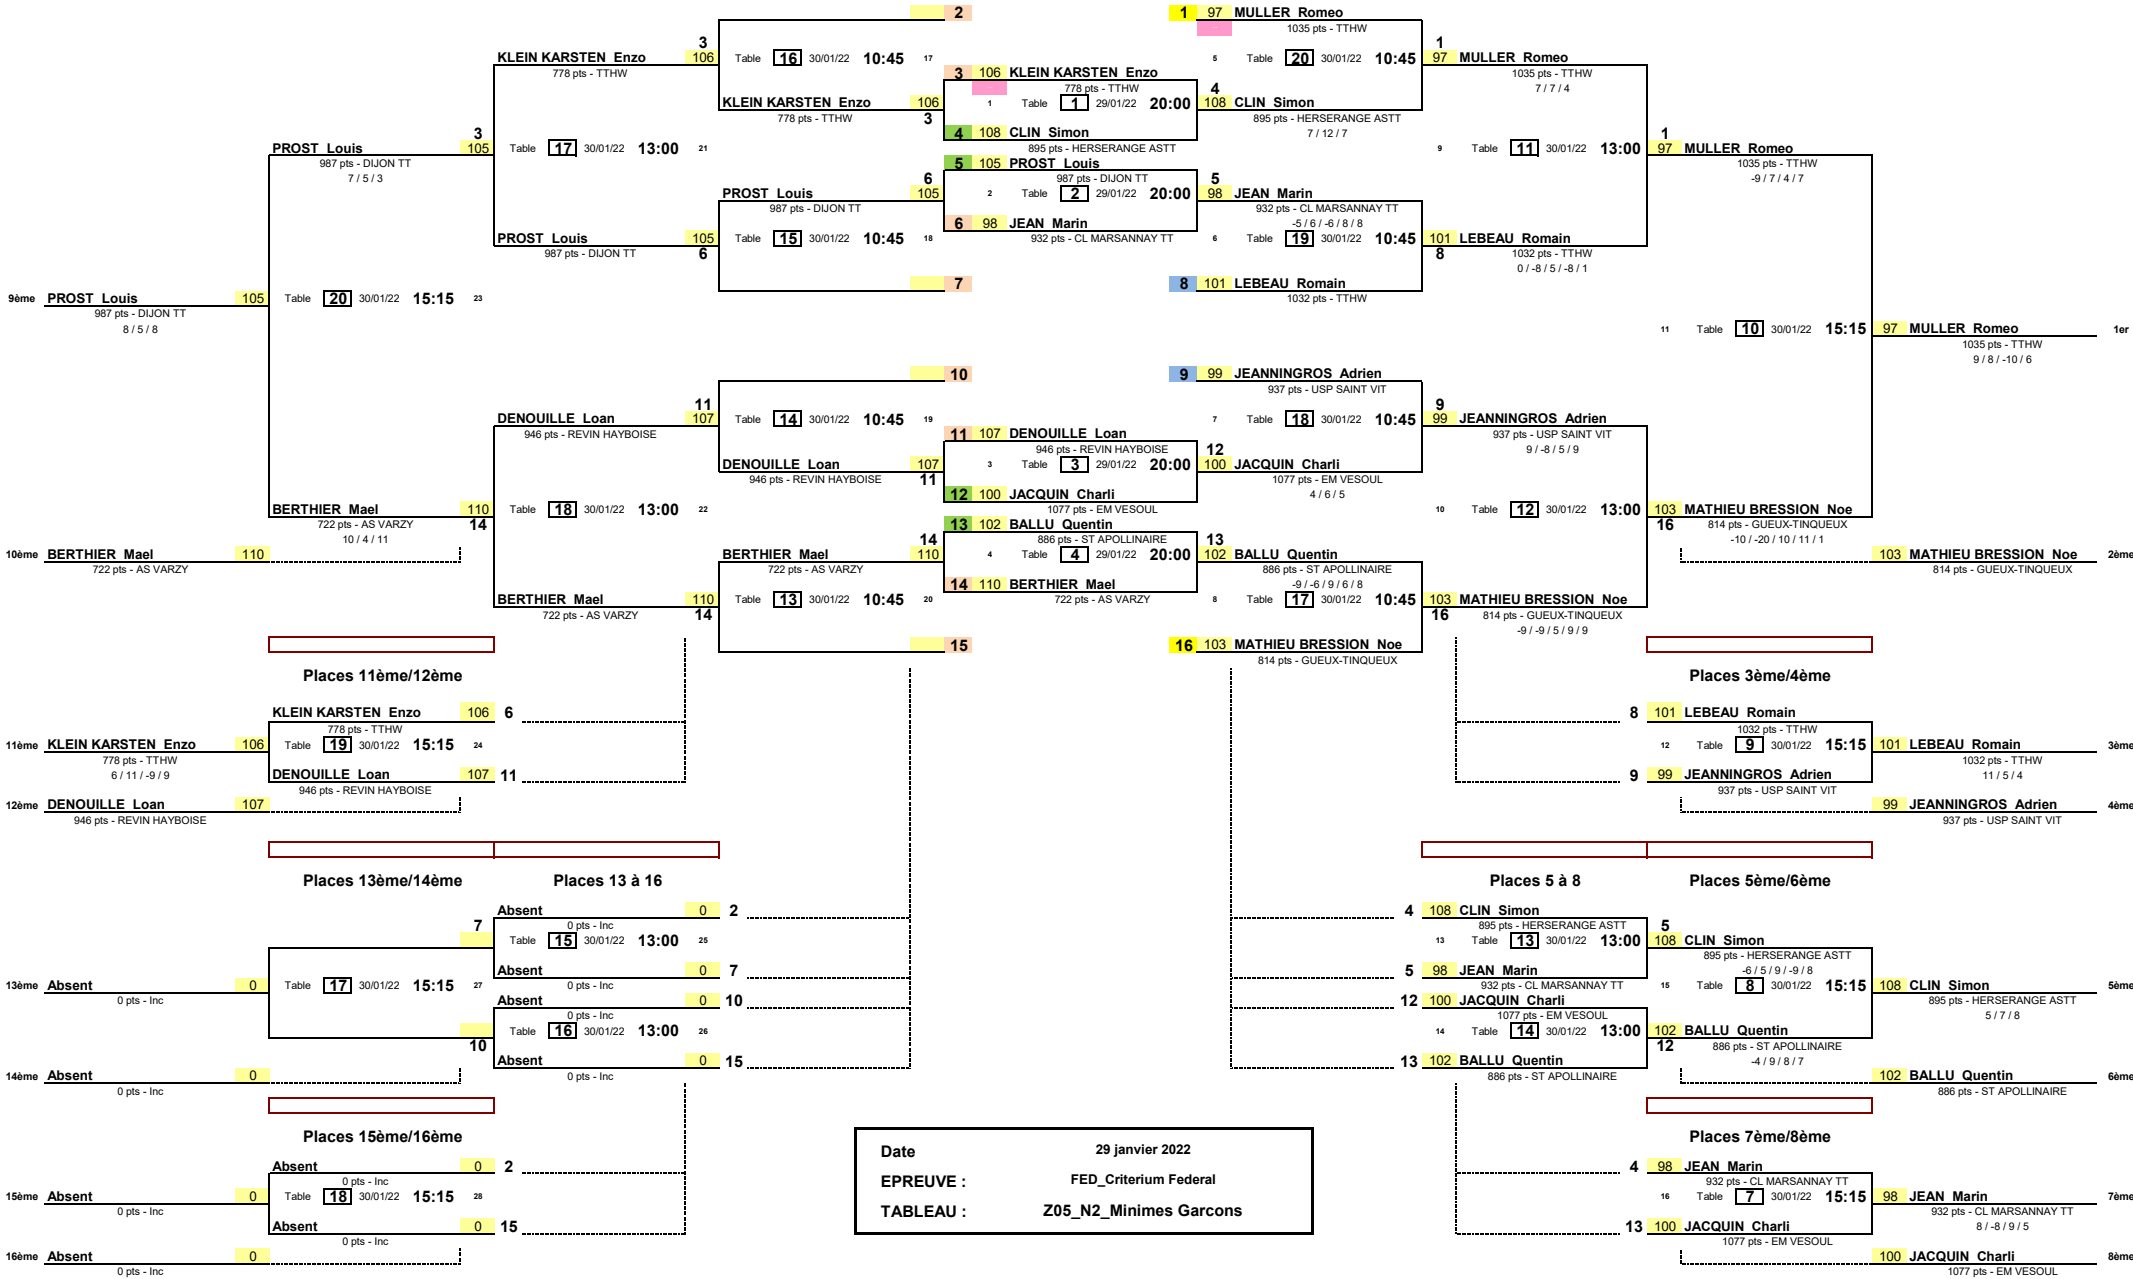 2
1 97 MULLER Romeo
1035 pts - TTHW
3
KLEIN KARSTEN Enzo 106
778 pts - TTHW
Table 16 30/01/22 10:45 17
5 Table 20 30/01/22 10:45
1
97 MULLER Romeo
1035 pts - TTHW
7 / 7 / 4
3 106 KLEIN KARSTEN Enzo
778 pts - TTHW
KLEIN KARSTEN Enzo 106
778 pts - TTHW
3
1 Table 1 29/01/22 20:00
4
108 CLIN Simon
895 pts - HERSERANGE ASTT
7 / 12 / 7
4 108 CLIN Simon
895 pts - HERSERANGE ASTT
3
PROST Louis 105
987 pts - DIJON TT
7 / 5 / 3
Table 17 30/01/22 13:00 21
9 Table 11 30/01/22 13:00
1
97 MULLER Romeo
1035 pts - TTHW
-9 / 7 / 4 / 7
5 105 PROST Louis
987 pts - DIJON TT
6
PROST Louis 105
987 pts - DIJON TT
2 Table 2 29/01/22 20:00
5
98 JEAN Marin
932 pts - CL MARSANNAY TT
-5 / 6 / -6 / 8 / 8
6 98 JEAN Marin
932 pts - CL MARSANNAY TT
PROST Louis 105
987 pts - DIJON TT
6
Table 15 30/01/22 10:45 18
6 Table 19 30/01/22 10:45
101 LEBEAU Romain
8
1032 pts - TTHW
0 / -8 / 5 / -8 / 1
7
8 101 LEBEAU Romain
1032 pts - TTHW
9ème PROST Louis 105
987 pts - DIJON TT
8 / 5 / 8
Table 20 30/01/22 15:15 23
11 Table 10 30/01/22 15:15
97 MULLER Romeo 1er
1035 pts - TTHW
9 / 8 / -10 / 6
10
9 99 JEANNINGROS Adrien
937 pts - USP SAINT VIT
11
DENOUILLE Loan 107
946 pts - REVIN HAYBOISE
Table 14 30/01/22 10:45 19
7 Table 18 30/01/22 10:45
9
99 JEANNINGROS Adrien
937 pts - USP SAINT VIT
9 / -8 / 5 / 9
11 107 DENOUILLE Loan
946 pts - REVIN HAYBOISE
DENOUILLE Loan 107
946 pts - REVIN HAYBOISE
11
3 Table 3 29/01/22 20:00
12
100 JACQUIN Charli
1077 pts - EM VESOUL
4 / 6 / 5
12 100 JACQUIN Charli
1077 pts - EM VESOUL
BERTHIER Mael 110
722 pts - AS VARZY
14
10 / 4 / 11
Table 18 30/01/22 13:00 22
10 Table 12 30/01/22 13:00
103 MATHIEU BRESSION Noe
16
814 pts - GUEUX-TINQUEUX
-10 / -20 / 10 / 11 / 1
13 102 BALLU Quentin
886 pts - ST APOLLINAIRE
10ème BERTHIER Mael 110
722 pts - AS VARZY
14
BERTHIER Mael 110
722 pts - AS VARZY
4 Table 4 29/01/22 20:00
13
102 BALLU Quentin
886 pts - ST APOLLINAIRE
-9 / -6 / 9 / 6 / 8
103 MATHIEU BRESSION Noe 2ème
814 pts - GUEUX-TINQUEUX
14 110 BERTHIER Mael
722 pts - AS VARZY
BERTHIER Mael 110
722 pts - AS VARZY
14
Table 13 30/01/22 10:45 20
8 Table 17 30/01/22 10:45
103 MATHIEU BRESSION Noe
16
814 pts - GUEUX-TINQUEUX
-9 / -9 / 5 / 9 / 9
15
16 103 MATHIEU BRESSION Noe
814 pts - GUEUX-TINQUEUX
Places 11ème/12ème
Places 3ème/4ème
KLEIN KARSTEN Enzo 106 6
778 pts - TTHW
8 101 LEBEAU Romain
1032 pts - TTHW
11ème KLEIN KARSTEN Enzo 106
778 pts - TTHW
6 / 11 / -9 / 9
Table 19 30/01/22 15:15 24
12 Table 9 30/01/22 15:15
101 LEBEAU Romain 3ème
1032 pts - TTHW
11 / 5 / 4
DENOUILLE Loan 107 11
946 pts - REVIN HAYBOISE
9 99 JEANNINGROS Adrien
937 pts - USP SAINT VIT
12ème DENOUILLE Loan 107
946 pts - REVIN HAYBOISE
99 JEANNINGROS Adrien 4ème
937 pts - USP SAINT VIT
Places 13ème/14ème Places 13 à 16
Places 5 à 8 Places 5ème/6ème
Absent 0 2
0 pts - Inc
7
Table 15 30/01/22 13:00 25
4 108 CLIN Simon
895 pts - HERSERANGE ASTT
13 Table 13 30/01/22 13:00
5
108 CLIN Simon
895 pts - HERSERANGE ASTT
-6 / 5 / 9 / -9 / 8
Absent 0 7
0 pts - Inc
5 98 JEAN Marin
932 pts - CL MARSANNAY TT
13ème Absent 0
0 pts - Inc
Table 17 30/01/22 15:15 27
15 Table 8 30/01/22 15:15
108 CLIN Simon 5ème
895 pts - HERSERANGE ASTT
5 / 7 / 8
Absent 0 10
0 pts - Inc
12 100 JACQUIN Charli
1077 pts - EM VESOUL
Table 16 30/01/22 13:00 26
10
14 Table 14 30/01/22 13:00
102 BALLU Quentin
12
886 pts - ST APOLLINAIRE
-4 / 9 / 8 / 7
Absent 0 15
0 pts - Inc
13 102 BALLU Quentin
886 pts - ST APOLLINAIRE
14ème Absent 0
0 pts - Inc
102 BALLU Quentin 6ème
886 pts - ST APOLLINAIRE
Places 15ème/16ème
Places 7ème/8ème
Date 29 janvier 2022
EPREUVE : FED_Criterium Federal
TABLEAU : Z05_N2_Minimes Garcons
Absent 0 2
0 pts - Inc
4 98 JEAN Marin
932 pts - CL MARSANNAY TT
15ème Absent 0
0 pts - Inc
Table 18 30/01/22 15:15 28
16 Table 7 30/01/22 15:15
98 JEAN Marin 7ème
932 pts - CL MARSANNAY TT
8 / -8 / 9 / 5
Absent 0 15
0 pts - Inc
13 100 JACQUIN Charli
1077 pts - EM VESOUL
16ème Absent 0
0 pts - Inc
100 JACQUIN Charli 8ème
1077 pts - EM VESOUL